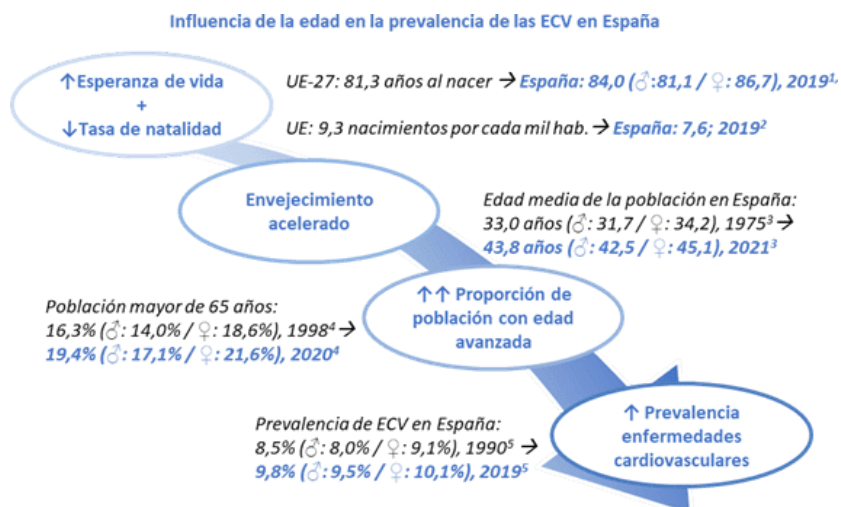 Influencia de la edad en la prevalencia de las ECV en España
↑Esperanza de vida
+
↓Tasa de natalidad
UE-27: 81,3 años al nacer → España: 84,0 (♂:81,1 / ♀: 86,7), 2019¹,
UE: 9,3 nacimientos por cada mil hab. → España: 7,6; 2019²
Envejecimiento
acelerado
Edad media de la población en España:
33,0 años (♂: 31,7 / ♀: 34,2), 1975³ →
43,8 años (♂: 42,5 / ♀: 45,1), 2021³
↑↑ Proporción de
población con edad
avanzada
Población mayor de 65 años:
16,3% (♂: 14,0% / ♀: 18,6%), 1998⁴→
19,4% (♂: 17,1% / ♀: 21,6%), 2020⁴
↑ Prevalencia
enfermedades
cardiovasculares
Prevalencia de ECV en España:
8,5% (♂: 8,0% / ♀: 9,1%), 1990⁵ →
9,8% (♂: 9,5% / ♀: 10,1%), 2019⁵